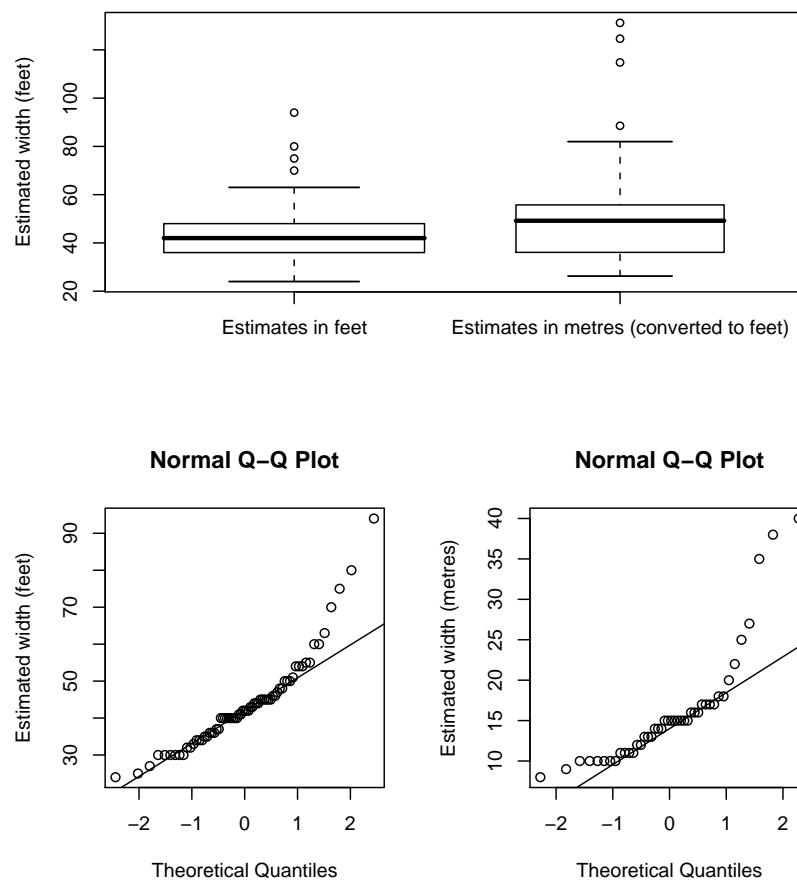 Estimated width (feet)
100
80
60
40
20
Estimates in feet
Estimates in metres (converted to feet)
Normal Q−Q Plot
Estimated width (feet)
90
70
50
30
−2 −1 0 1 2
Theoretical Quantiles
Normal Q−Q Plot
Estimated width (metres)
40
35
30
25
20
15
10
−2 −1 0 1 2
Theoretical Quantiles